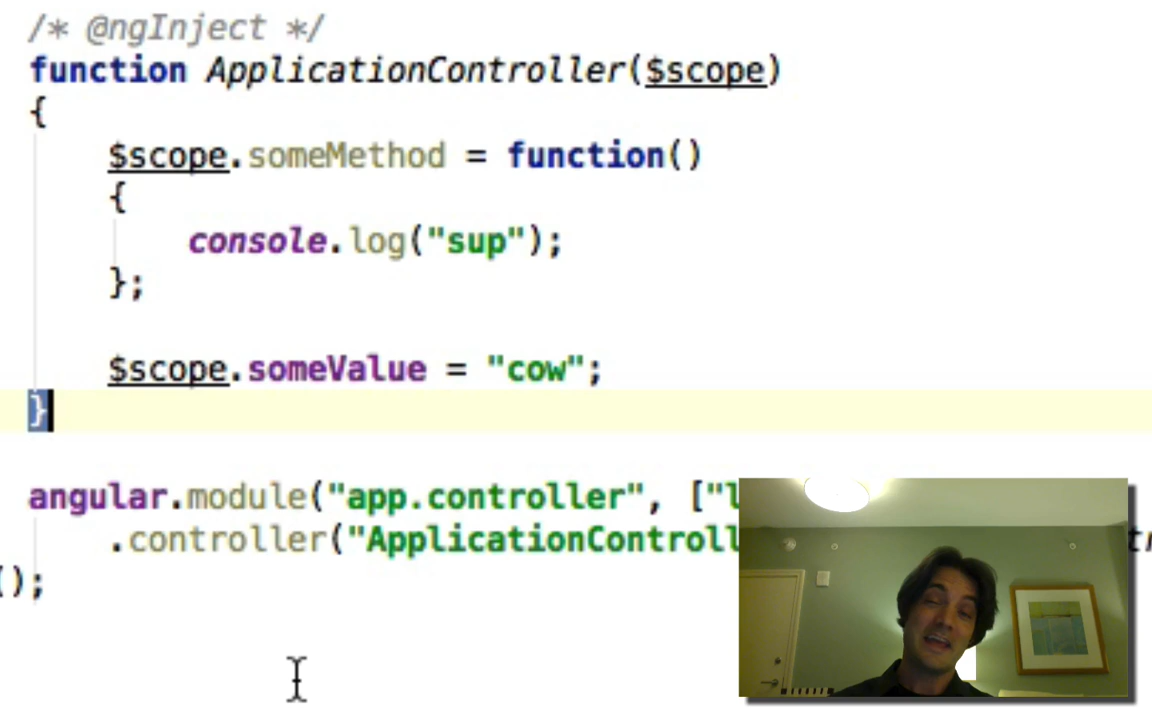 /* @ngInject */
function ApplicationController($scope)
{
$scope.someMethod = function()
{
console.log("sup");
};
$scope.someValue = "cow";
}
angular.module("app.controller", ["l
.controller("ApplicationControll
();